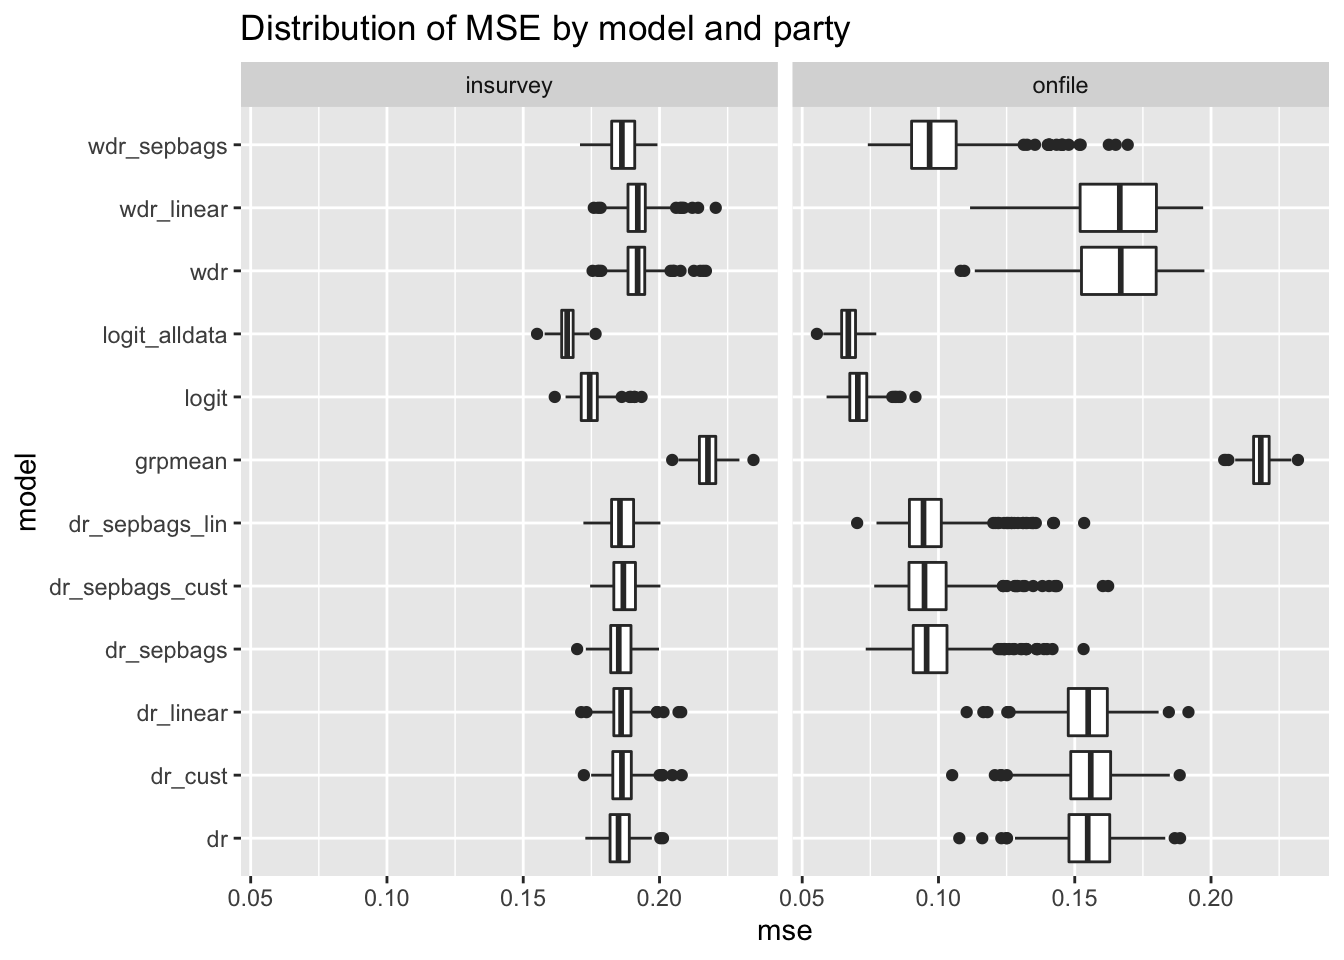 Distribution of MSE by model and party
insurvey
onfile
wdr_sepbags
wdr_linear
wdr
logit_alldata
logit
grpmean
dr_sepbags_lin
dr_sepbags_cust
dr_sepbags
dr_linear
dr_cust
dr
model
0.05 0.10 0.15 0.20
0.05 0.10 0.15 0.20
mse